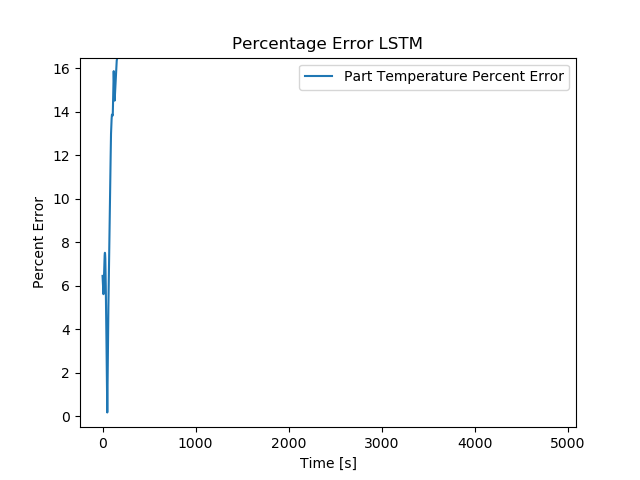 Percentage Error LSTM
Part Temperature Percent Error
Percent Error
16
14
12
10
8
6
4
2
0
0 1000 2000 3000 4000 5000
Time [s]